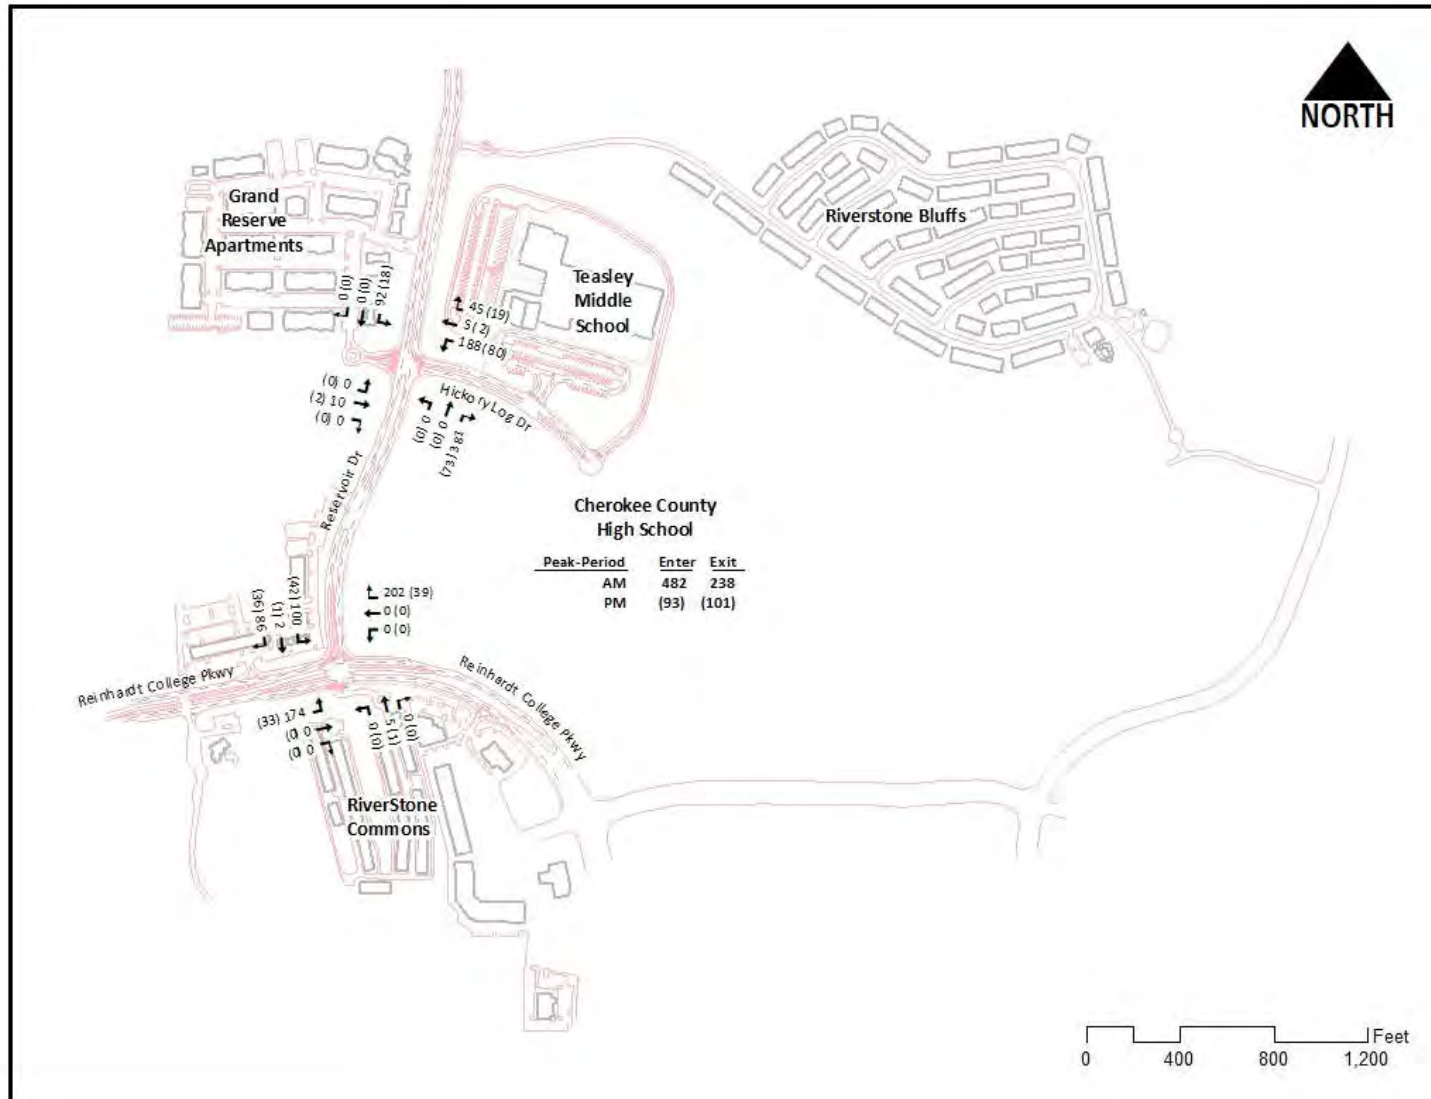 NORTH
Grand
Reserve
Apartments
Riverstone Bluffs
Teasley
Middle
School
0 (0)
0 (0)
92 (18)
45 (19)
5 (2)
188 (80)
(0) 0
(2) 10
(0) 0
Hickory Log Dr
(0) 0
(0) 0
(73) 381
Reservoir Dr
Cherokee County
High School
Peak-Period Enter Exit
AM 482 238
PM (93) (101)
(36) 86
(1) 2
(42) 100
202 (39)
0 (0)
0 (0)
Reinhardt College Pkwy
Reinhardt College Pkwy
(33) 174
(0) 0
(0) 0
0 (0)
5 (1)
0 (0)
RiverStone
Commons
Feet
0 400 800 1,200